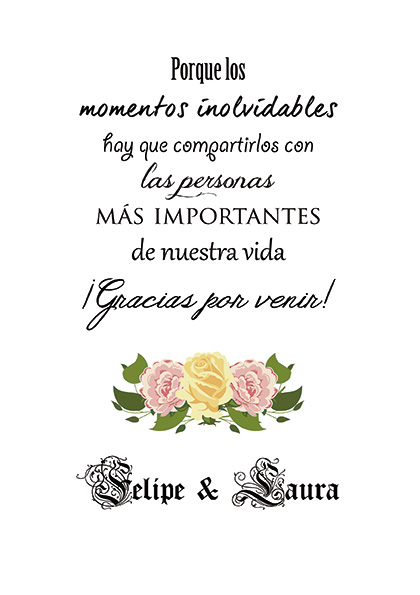 Porque los
momentos inolvidables
hay que compartirlos con
las personas
MÁS IMPORTANTES
de nuestra vida
¡Gracias por venir!
Felipe & Laura